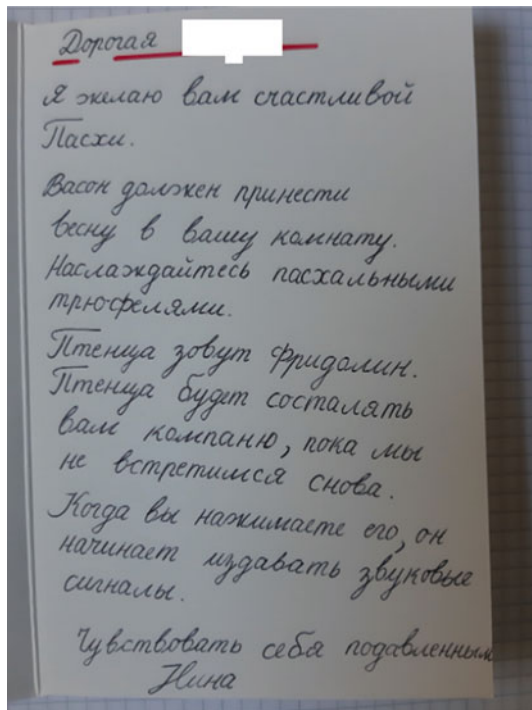 Дорогая
Я желаю вам счастливой
Пасхи.
Васон должен принести
весну в вашу комнату.
Наслаждайтесь пасхальными
трюфелями.
Птенца зовут Фридолин.
Птенца будет состалять
вам компаню, пока мы
не встретимся снова.
Когда вы нажимаете его, он
начинает издавать звуковые
сигналы.
Чувствовать себя подавленным
Нина